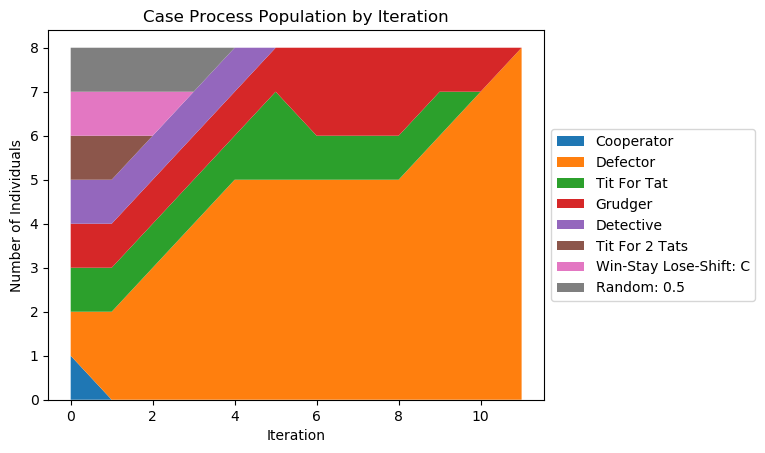 Case Process Population by Iteration
Number of Individuals
8
7
6
5
4
3
2
1
0
0 2 4 6 8 10
Iteration
Cooperator
Defector
Tit For Tat
Grudger
Detective
Tit For 2 Tats
Win-Stay Lose-Shift: C
Random: 0.5